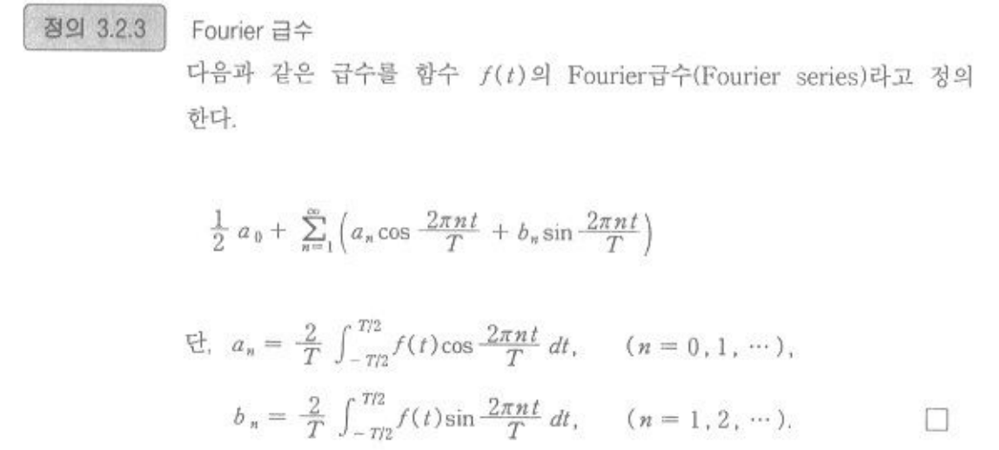 정의 3.2.3 Fourier 급수
다음과 같은 급수를 함수 f(t)의 Fourier급수(Fourier series)라고 정의
한다.
\frac{1}{2} a_0 + \sum_{n=1}^{\infty} \left( a_n \cos \frac{2\pi nt}{T} + b_n \sin \frac{2\pi nt}{T} \right)
단, a_n = \frac{2}{T} \int_{-T/2}^{T/2} f(t) \cos \frac{2\pi nt}{T} dt, (n = 0, 1, ⋯),
b_n = \frac{2}{T} \int_{-T/2}^{T/2} f(t) \sin \frac{2\pi nt}{T} dt, (n = 1, 2, ⋯). □